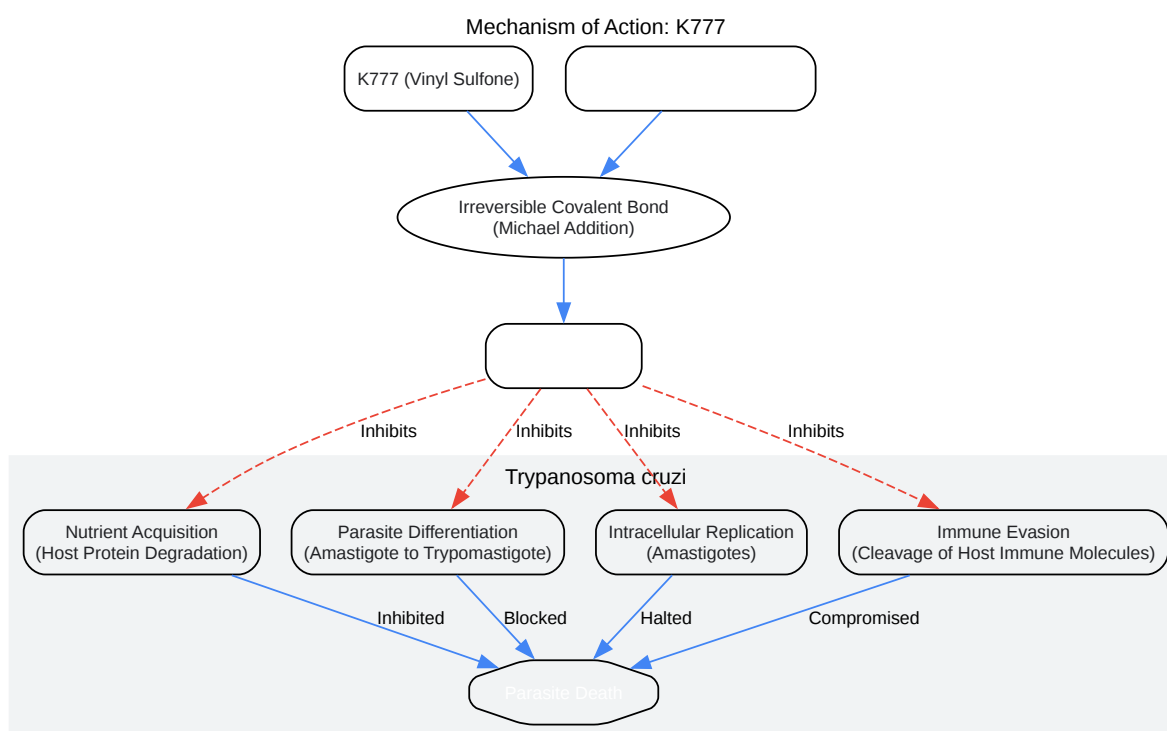 Mechanism of Action: K777
K777 (Vinyl Sulfone)
Irreversible Covalent Bond
(Michael Addition)
Inhibits
Inhibits
Inhibits
Inhibits
Trypanosoma cruzi
Nutrient Acquisition
(Host Protein Degradation)
Parasite Differentiation
(Amastigote to Trypomastigote)
Intracellular Replication
(Amastigotes)
Immune Evasion
(Cleavage of Host Immune Molecules)
Inhibited
Blocked
Halted
Compromised
Parasite Death